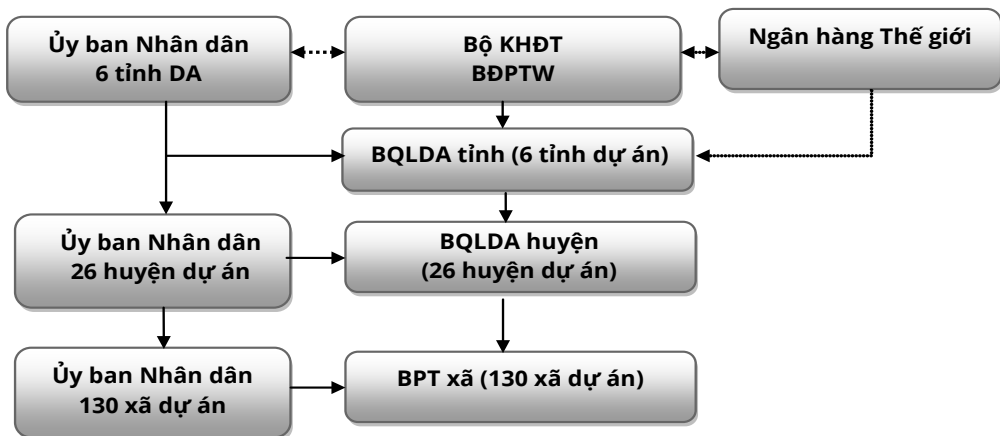 Ủy ban Nhân dân
6 tỉnh DA
Bộ KHĐT
BĐPTW
Ngân hàng Thế giới
BQLDA tỉnh (6 tỉnh dự án)
Ủy ban Nhân dân
26 huyện dự án
BQLDA huyện
(26 huyện dự án)
Ủy ban Nhân dân
130 xã dự án
BPT xã (130 xã dự án)